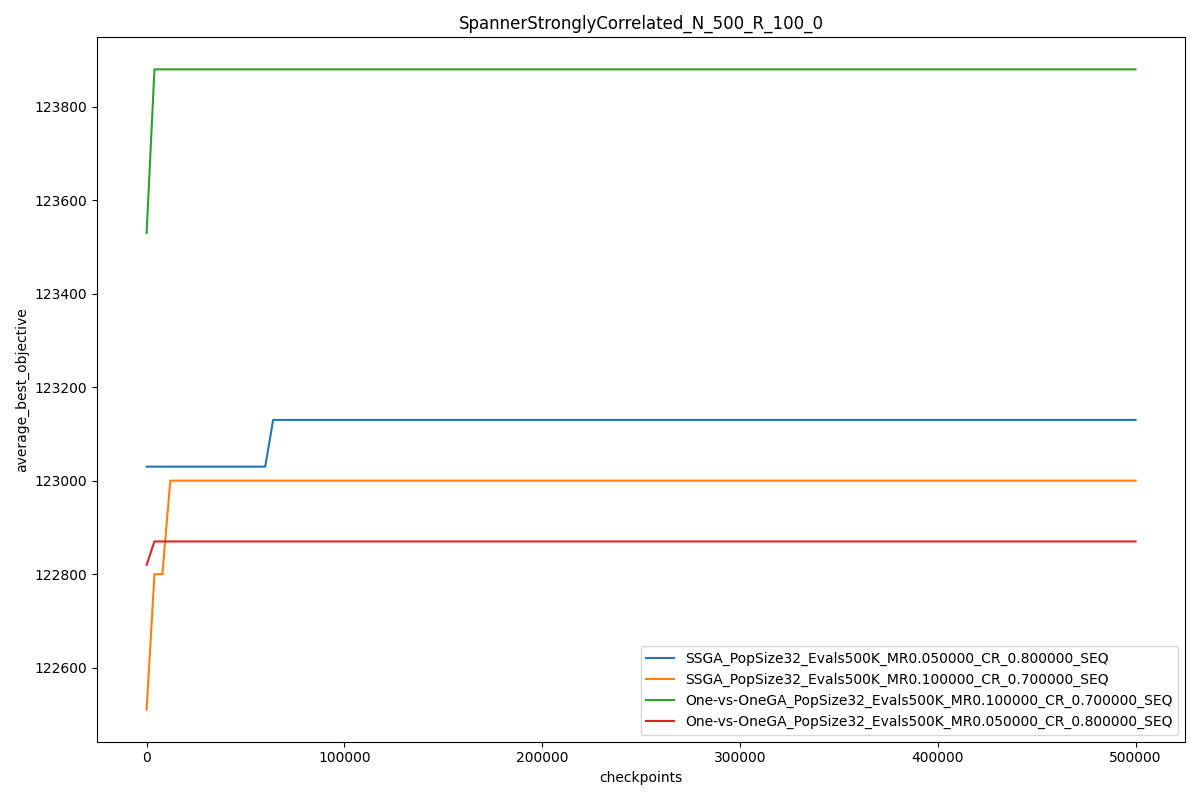 SpannerStronglyCorrelated_N_500_R_100_0
average_best_objective
123800
123600
123400
123200
123000
122800
122600
SSGA_PopSize32_Evals500K_MR0.050000_CR_0.800000_SEQ
SSGA_PopSize32_Evals500K_MR0.100000_CR_0.700000_SEQ
One-vs-OneGA_PopSize32_Evals500K_MR0.100000_CR_0.700000_SEQ
One-vs-OneGA_PopSize32_Evals500K_MR0.050000_CR_0.800000_SEQ
0 100000 200000 300000 400000 500000
checkpoints